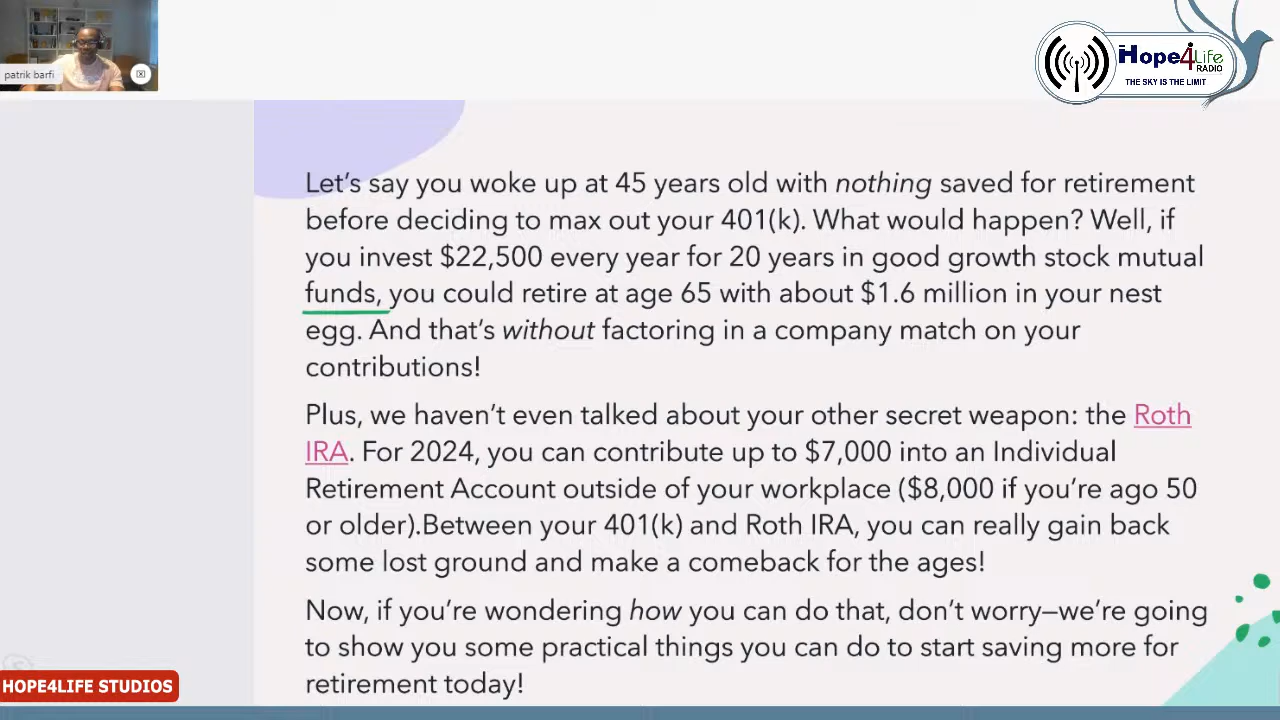 patrik barfi
Hope4Life
RADIO
THE SKY IS THE LIMIT
Let’s say you woke up at 45 years old with nothing saved for retirement
before deciding to max out your 401(k). What would happen? Well, if
you invest $22,500 every year for 20 years in good growth stock mutual
funds, you could retire at age 65 with about $1.6 million in your nest
egg. And that’s without factoring in a company match on your
contributions!
Plus, we haven’t even talked about your other secret weapon: the Roth
IRA. For 2024, you can contribute up to $7,000 into an Individual
Retirement Account outside of your workplace ($8,000 if you’re ago 50
or older).Between your 401(k) and Roth IRA, you can really gain back
some lost ground and make a comeback for the ages!
Now, if you’re wondering how you can do that, don’t worry—we’re going
to show you some practical things you can do to start saving more for
retirement today!
HOPE4LIFE STUDIOS